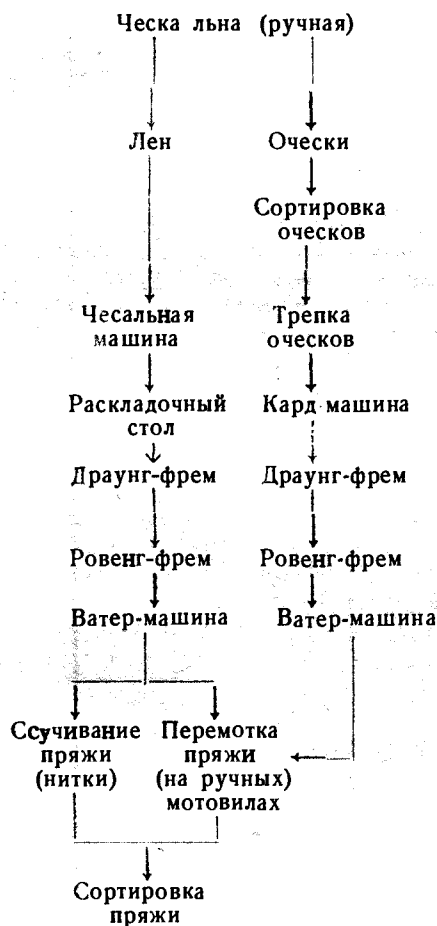 Ческа льна (ручная)
Лен Очески
Сортировка
оческов
Чесальная
машина
Трепка
оческов
Раскладочный
стол
Кард машина
Драунг-фрем Драунг-фрем
Ровенг-фрем Ровенг-фрем
Ватер-машина Ватер-машина
Ссучивание
пряжи
(нитки)
Перемотка
пряжи
(на ручных)
мотовилах
Сортировка
пряжи